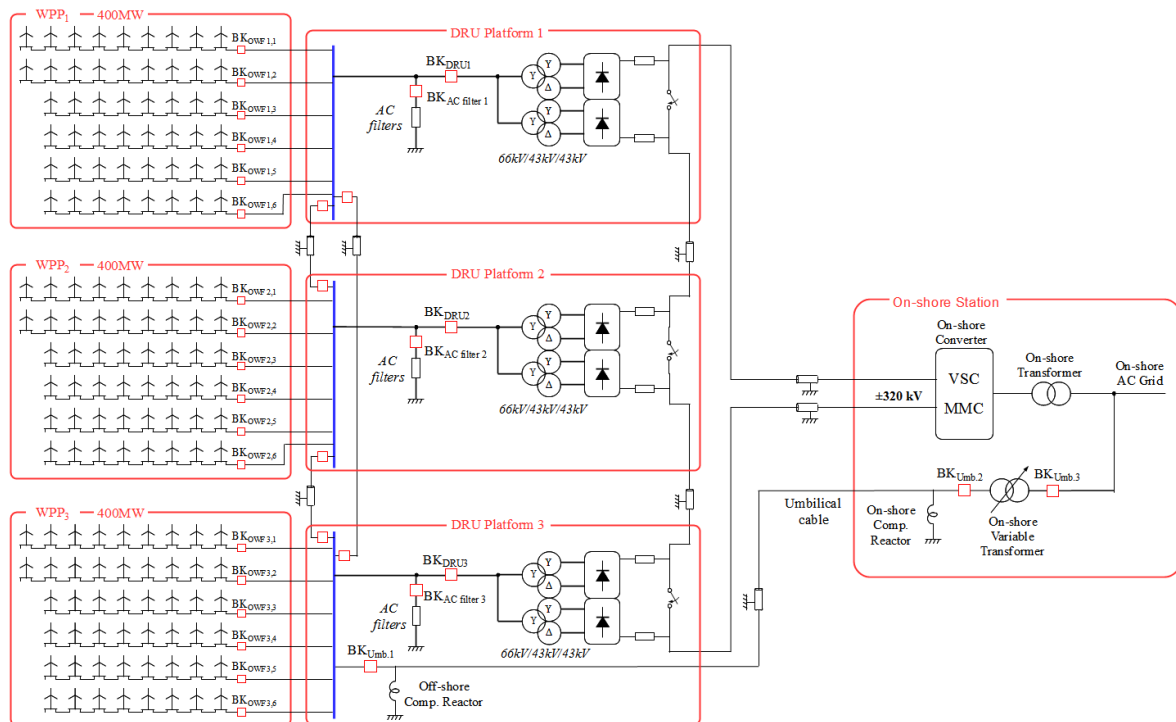 WPP1 400MW
BKOWF1,1
BKOWF1,2
BKOWF1,3
BKOWF1,4
BKOWF1,5
BKOWF1,6
DRU Platform 1
BKDRU1
BKAC filter 1
AC
filters
Y
Δ
Y
Y
Y
Δ
66kV/43kV/43kV
WPP2 400MW
BKOWF2,1
BKOWF2,2
BKOWF2,3
BKOWF2,4
BKOWF2,5
BKOWF2,6
DRU Platform 2
BKDRU2
BKAC filter 2
AC
filters
Y
Y
Δ
Y
Y
Δ
66kV/43kV/43kV
WPP3 400MW
BKOWF3,1
BKOWF3,2
BKOWF3,3
BKOWF3,4
BKOWF3,5
BKOWF3,6
DRU Platform 3
BKDRU3
BKAC filter 3
AC
filters
Y
Y
Δ
Y
Y
Δ
66kV/43kV/43kV
BKUmb.1
Off-shore
Comp. Reactor
On-shore Station
On-shore
Converter
VSC
MMC
±320 kV
On-shore
Transformer
On-shore
AC Grid
BKUmb.2
BKUmb.3
Umbilical
cable
On-shore
Comp.
Reactor
On-shore
Variable
Transformer